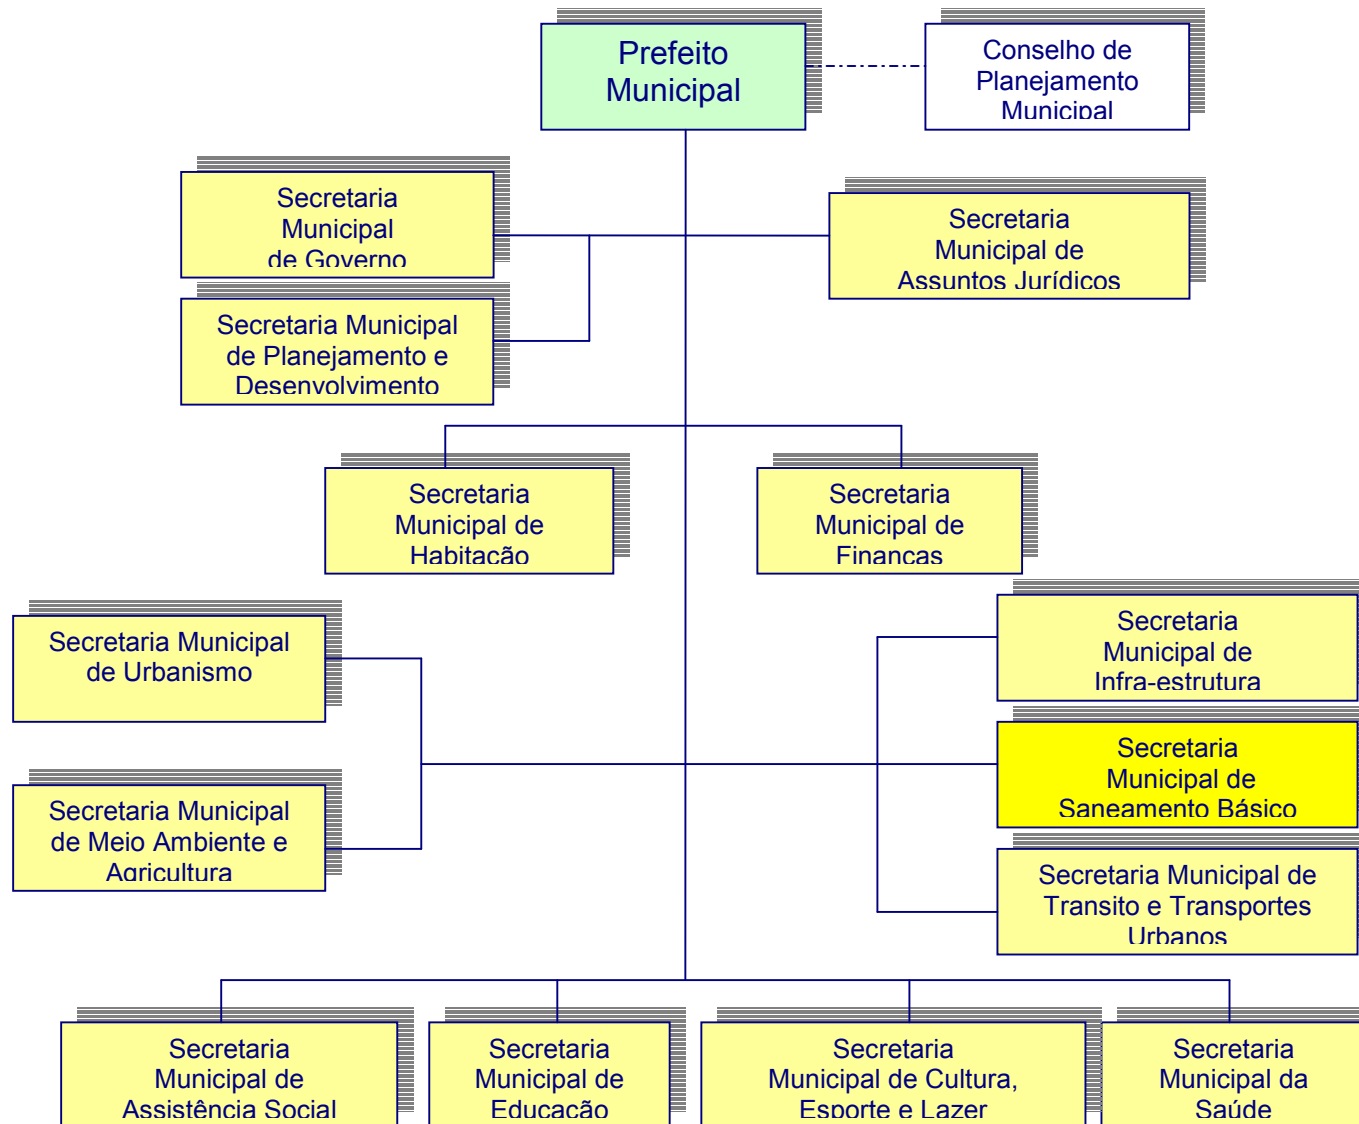 Prefeito
Municipal
Conselho de
Planejamento
Municipal
Secretaria
Municipal
de Governo
Secretaria
Municipal de
Assuntos Jurídicos
Secretaria Municipal
de Planejamento e
Desenvolvimento
Secretaria
Municipal de
Habitação
Secretaria
Municipal de
Finanças
Secretaria Municipal
de Urbanismo
Secretaria
Municipal de
Infra-estrutura
Secretaria
Municipal de
Saneamento Básico
Secretaria Municipal
de Meio Ambiente e
Agricultura
Secretaria Municipal de
Transito e Transportes
Urbanos
Secretaria
Municipal de
Assistência Social
Secretaria
Municipal de
Educação
Secretaria
Municipal de Cultura,
Esporte e Lazer
Secretaria
Municipal da
Saúde